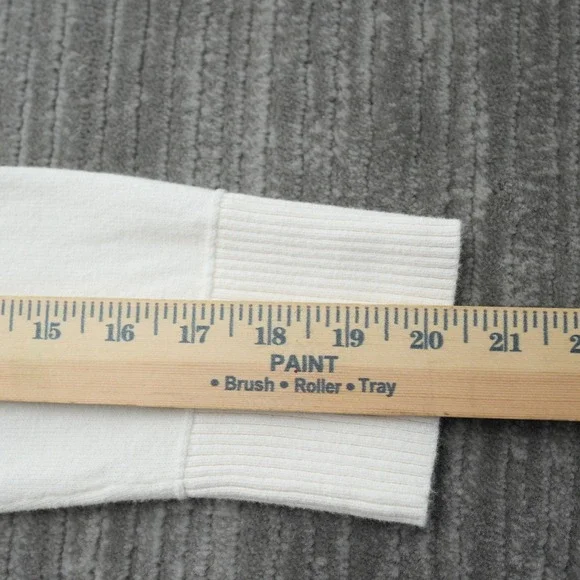 15 16 17 18 19 20 21
PAINT
• Brush • Roller • Tray